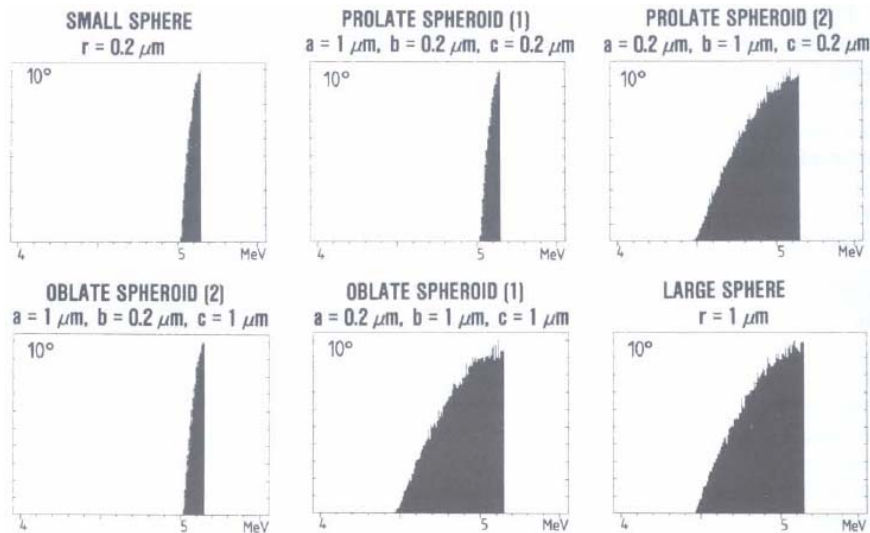 SMALL SPHERE
r = 0.2 μm
10°
4
5
MeV
PROLATE SPHEROID (1)
a = 1 μm, b = 0.2 μm, c = 0.2 μm
10°
4
5
MeV
PROLATE SPHEROID (2)
a = 0.2 μm, b = 1 μm, c = 0.2 μm
10°
4
5
MeV
OBLATE SPHEROID (2)
a = 1 μm, b = 0.2 μm, c = 1 μm
10°
4
5
MeV
OBLATE SPHEROID (1)
a = 0.2 μm, b = 1 μm, c = 1 μm
10°
4
5
MeV
LARGE SPHERE
r = 1 μm
10°
4
5
MeV